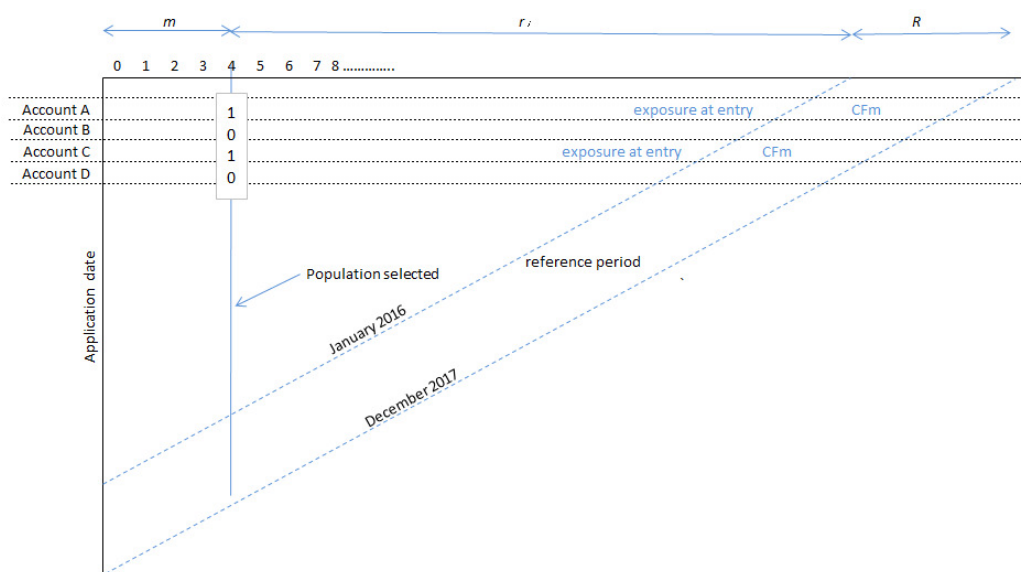 m r i R
0 1 2 3 4 5 6 7 8 ..............
Account A 1 exposure at entry CFm
Account B 0
Account C 1 exposure at entry CFm
Account D 0
reference period
Population selected
Application date
January 2016
December 2017